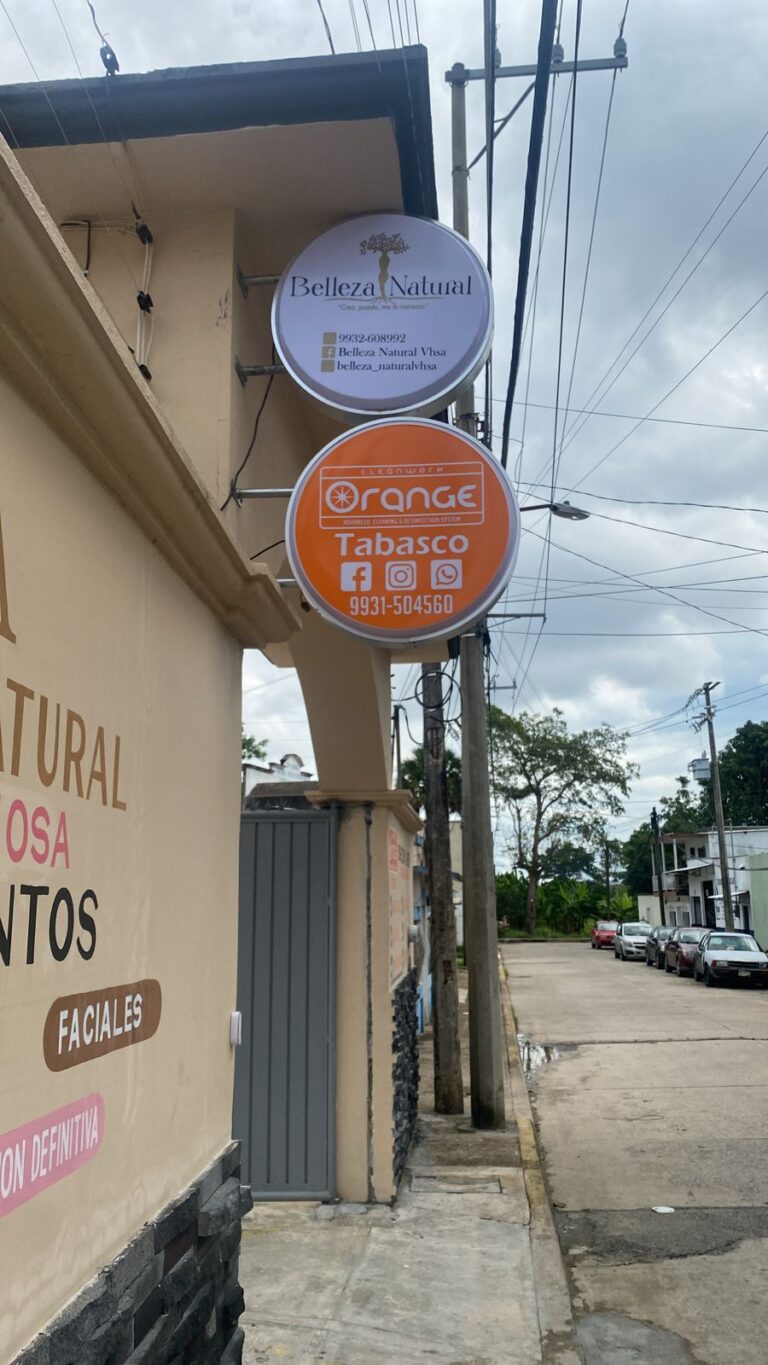 Belleza Natural
"Creo, puedo, me lo merezco"
9932-608992
Belleza Natural Vhsa
belleza_naturalvhsa
CLEANWORK
Orange
ADVANCED CLEANING & DESINFECTION SYSTEM
Tabasco
9931-504560
ATURAL
OSA
NTOS
FACIALES
ON DEFINITIVA